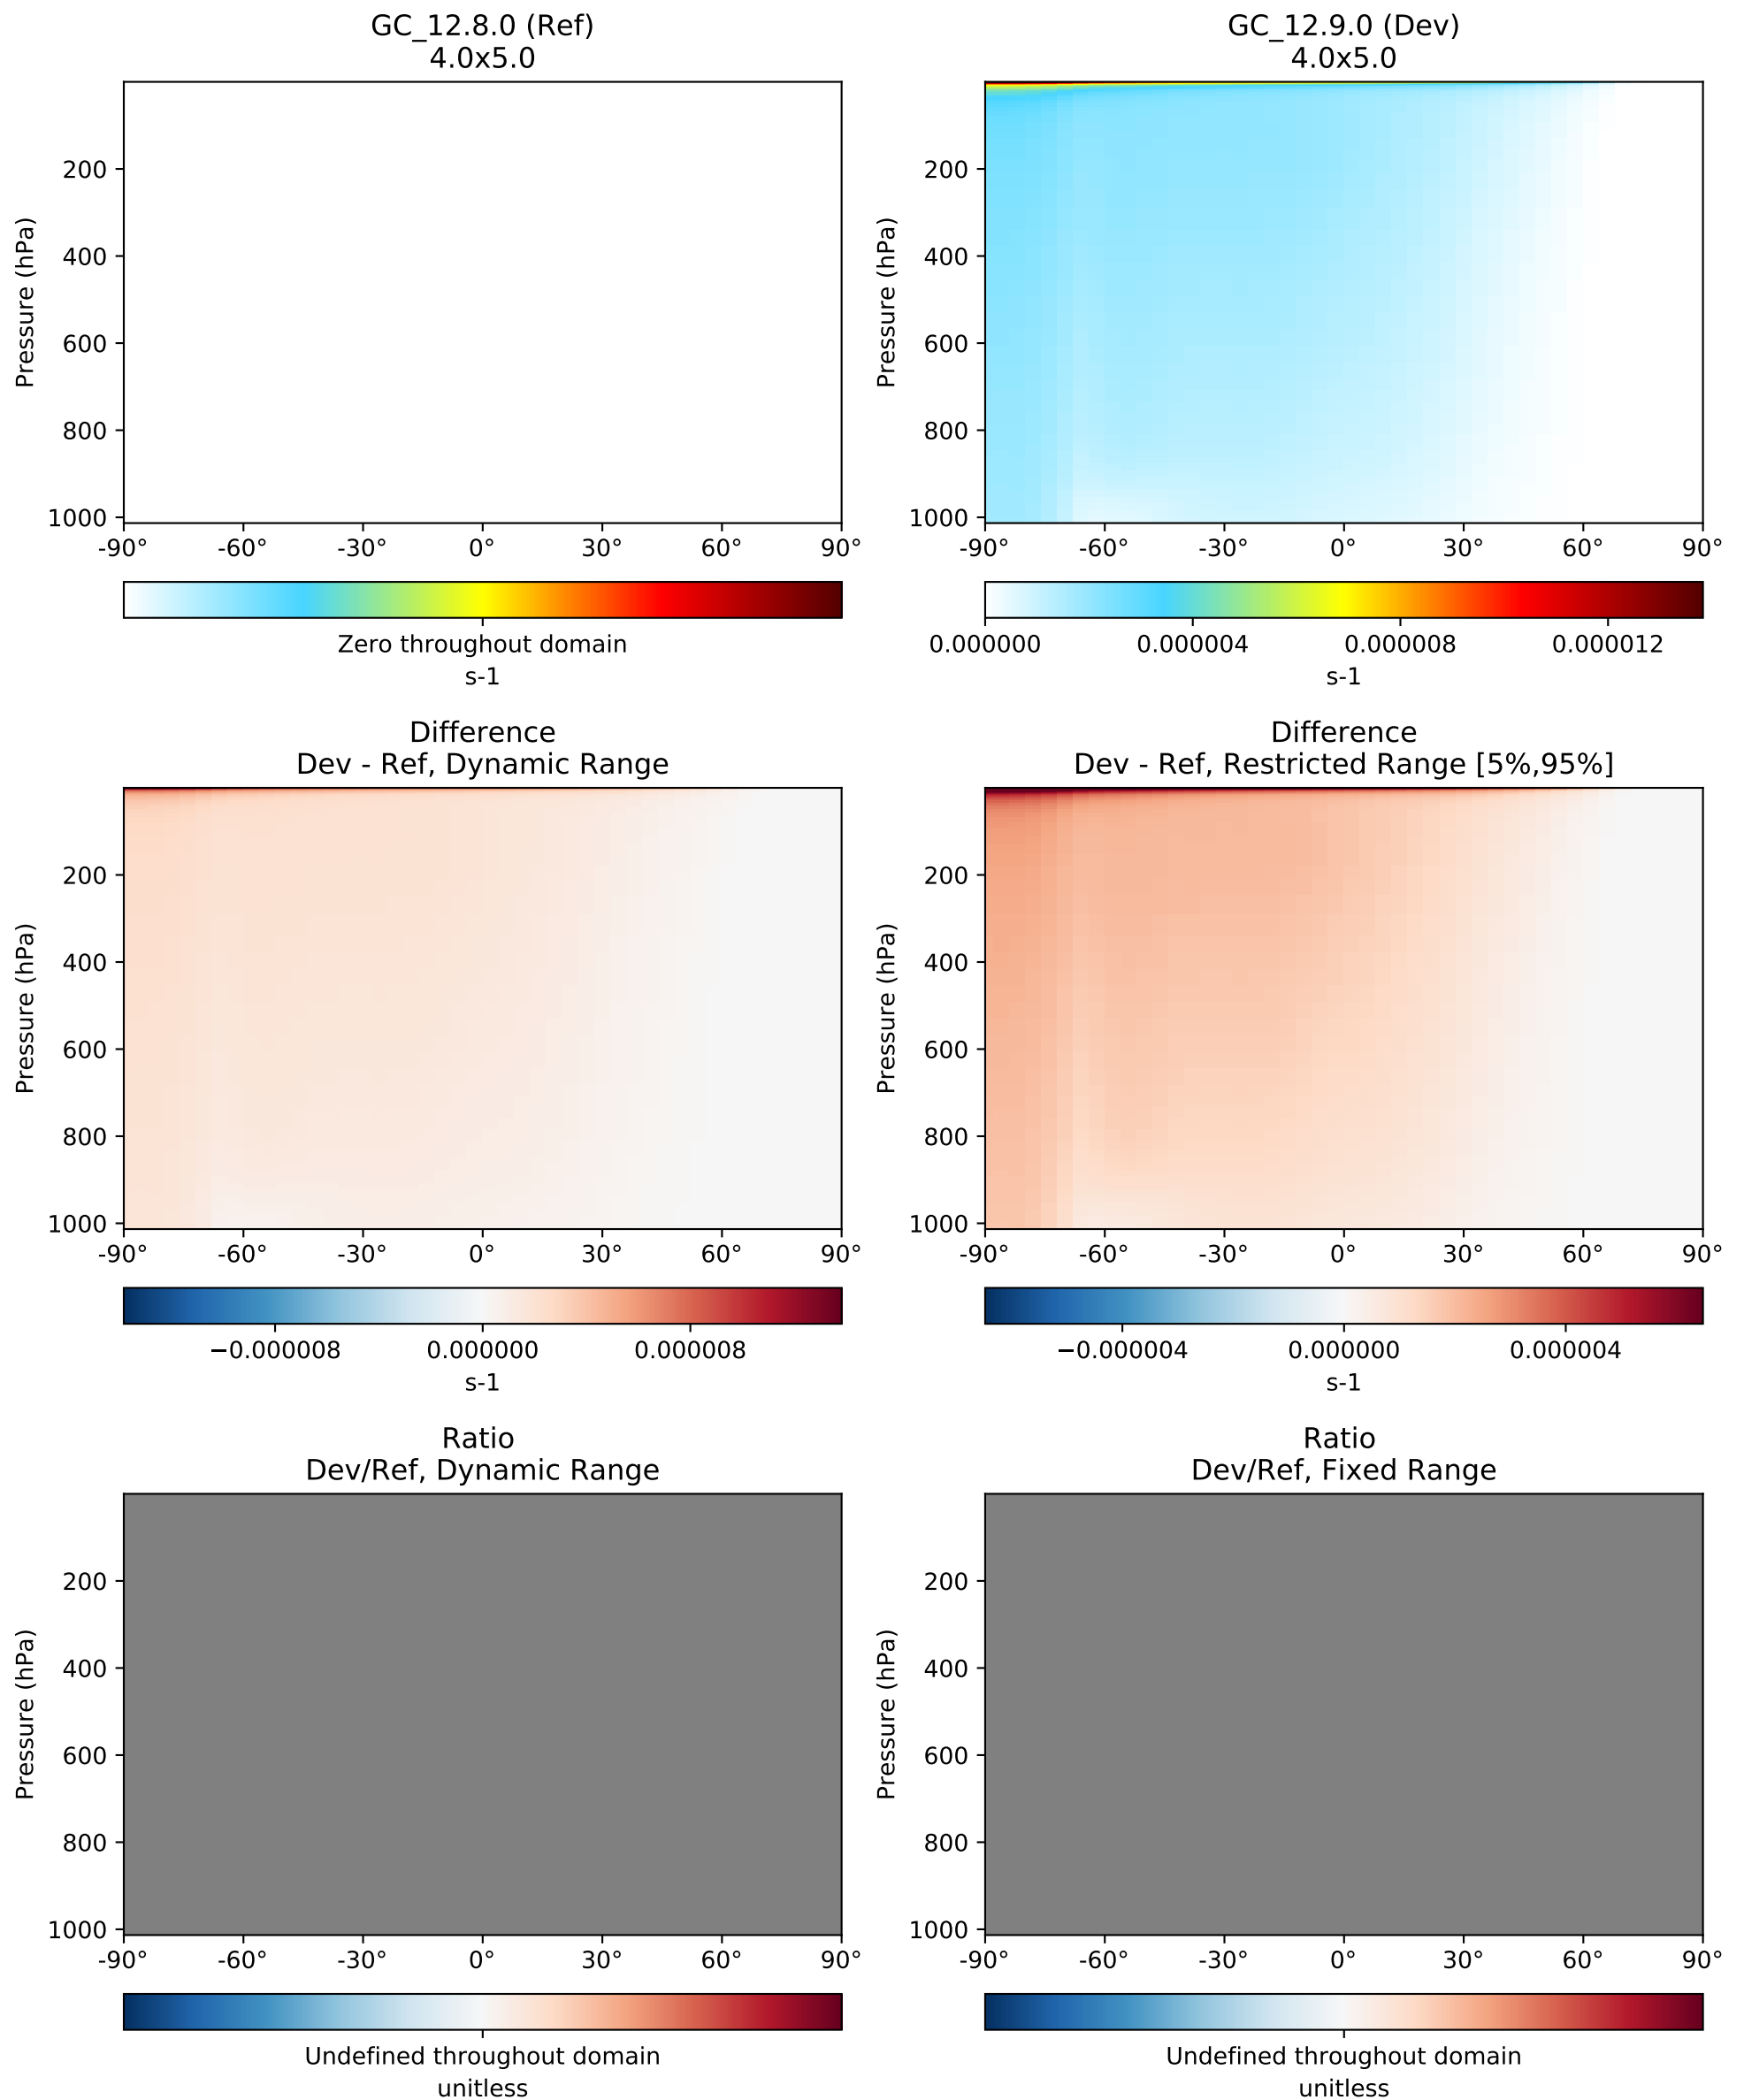 GC_12.8.0 (Ref)
4.0x5.0
Pressure (hPa)
200
400
600
800
1000
-90° -60° -30° 0° 30° 60° 90°
Zero throughout domain
s-1
GC_12.9.0 (Dev)
4.0x5.0
Pressure (hPa)
200
400
600
800
1000
-90° -60° -30° 0° 30° 60° 90°
0.000000 0.000004 0.000008 0.000012
s-1
Difference
Dev - Ref, Dynamic Range
Pressure (hPa)
200
400
600
800
1000
-90° -60° -30° 0° 30° 60° 90°
−0.000008 0.000000 0.000008
s-1
Difference
Dev - Ref, Restricted Range [5%,95%]
Pressure (hPa)
200
400
600
800
1000
-90° -60° -30° 0° 30° 60° 90°
−0.000004 0.000000 0.000004
s-1
Ratio
Dev/Ref, Dynamic Range
Pressure (hPa)
200
400
600
800
1000
-90° -60° -30° 0° 30° 60° 90°
Undefined throughout domain
unitless
Ratio
Dev/Ref, Fixed Range
Pressure (hPa)
200
400
600
800
1000
-90° -60° -30° 0° 30° 60° 90°
Undefined throughout domain
unitless